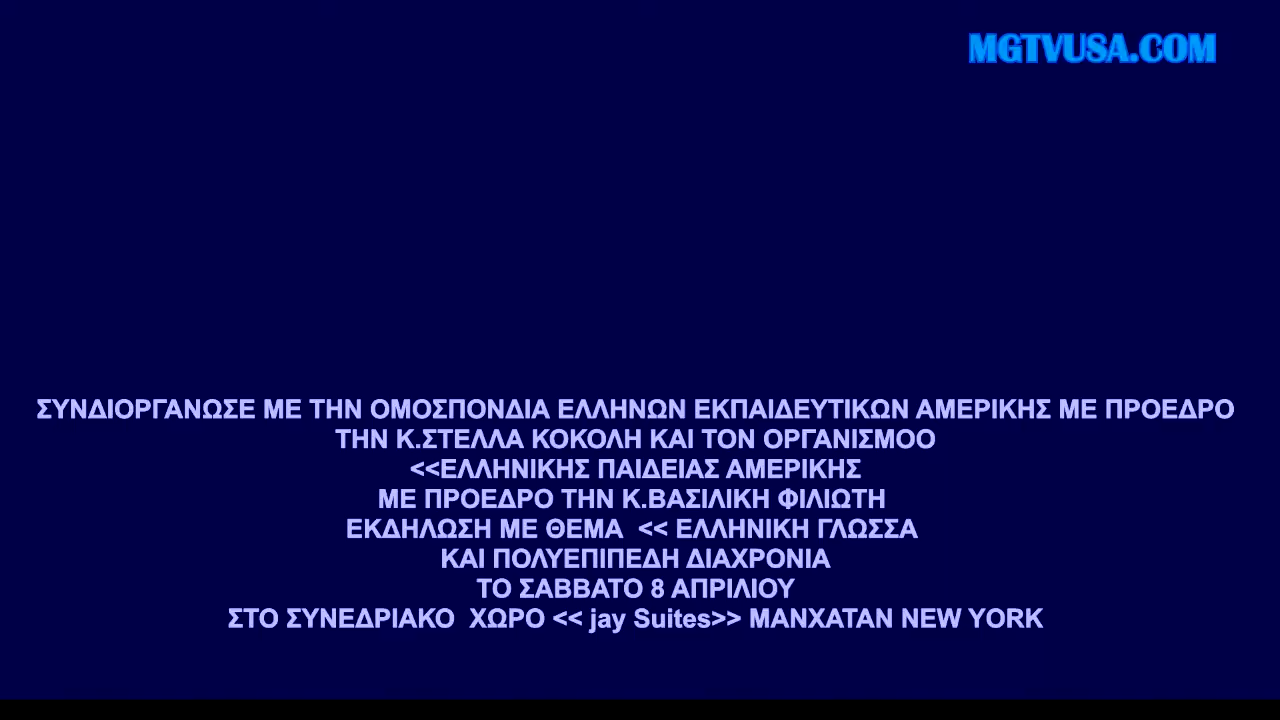 MGTVUSA.COM
ΣΥΝΔΙΟΡΓΑΝΩΣΕ ΜΕ ΤΗΝ ΟΜΟΣΠΟΝΔΙΑ ΕΛΛΗΝΩΝ ΕΚΠΑΙΔΕΥΤΙΚΩΝ ΑΜΕΡΙΚΗΣ ΜΕ ΠΡΟΕΔΡΟ
ΤΗΝ Κ.ΣΤΕΛΛΑ ΚΟΚΟΛΗ ΚΑΙ ΤΟΝ ΟΡΓΑΝΙΣΜΟΟ
<<ΕΛΛΗΝΙΚΗΣ ΠΑΙΔΕΙΑΣ ΑΜΕΡΙΚΗΣ
ΜΕ ΠΡΟΕΔΡΟ ΤΗΝ Κ.ΒΑΣΙΛΙΚΗ ΦΙΛΙΩΤΗ
ΕΚΔΗΛΩΣΗ ΜΕ ΘΕΜΑ  << ΕΛΛΗΝΙΚΗ ΓΛΩΣΣΑ
ΚΑΙ ΠΟΛΥΕΠΙΠΕΔΗ ΔΙΑΧΡΟΝΙΑ
ΤΟ ΣΑΒΒΑΤΟ 8 ΑΠΡΙΛΙΟΥ
ΣΤΟ ΣΥΝΕΔΡΙΑΚΟ  ΧΩΡΟ << jay Suites>> ΜΑΝΧΑΤΑΝ NEW YORK